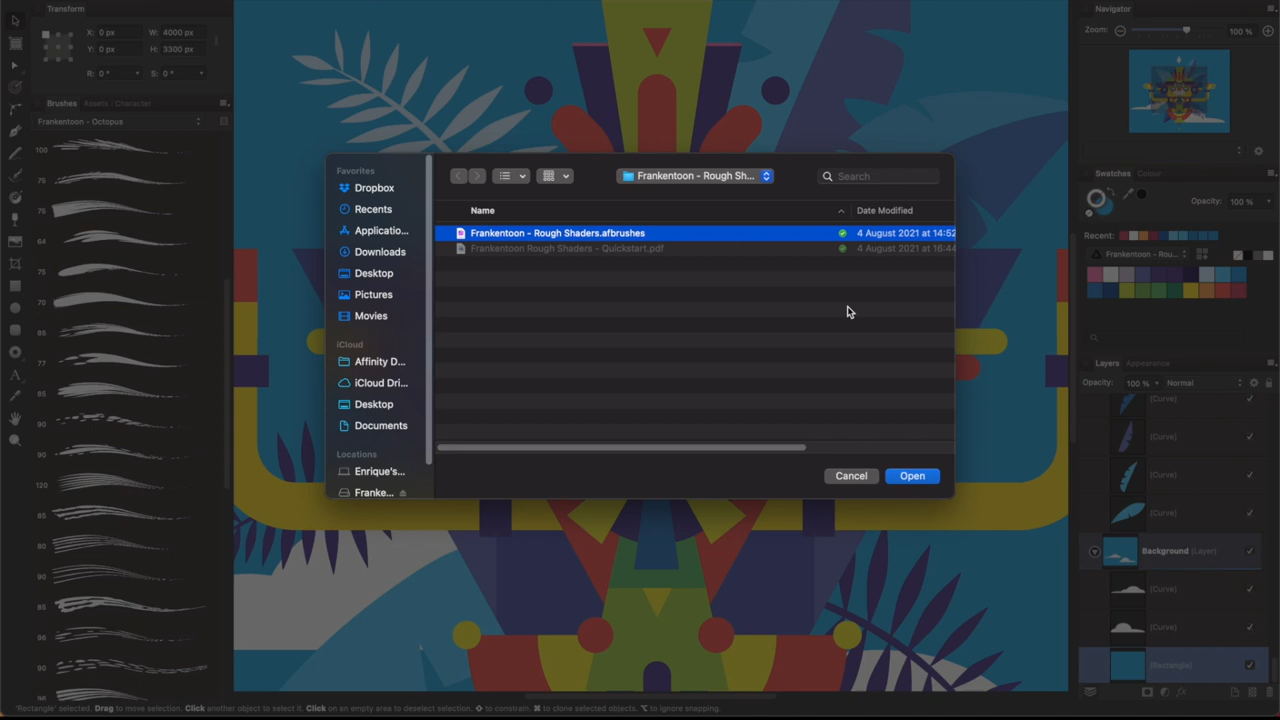 Transform
X: 0 px W: 4000 px
Y: 0 px H: 3300 px
R: 0 ° S: 0 °
Brushes Assets Character
Frankentoon - Octopus
100
75
64
75
70
83
77
85
90
90
120
85
80
90
85
96
90
96
Favorites
Dropbox
Recents
Applicatio...
Downloads
Desktop
Pictures
Movies
iCloud
Affinity D...
iCloud Dri...
Desktop
Documents
Locations
Enrique's...
Franke...
Frankentoon - Rough Sh...
Search
Name Date Modified
Frankentoon - Rough Shaders.afbrushes 4 August 2021 at 14:52
Frankentoon Rough Shaders - Quickstart.pdf 4 August 2021 at 16:44
Cancel Open
Navigator
Zoom: 100 %
Swatches Colour
Opacity: 100 %
Recent:
Frankentoon - Rou...
Layers Appearance
Opacity: 100 % Normal
(Curve)
(Curve)
(Curve)
(Curve)
Background (Layer)
(Curve)
(Curve)
(Rectangle)
'Rectangle' selected. Drag to move selection. Click another object to select it. Click on an empty area to deselect selection. ⇧ to constrain. ⌘ to clone selected objects. ⌥ to ignore snapping.